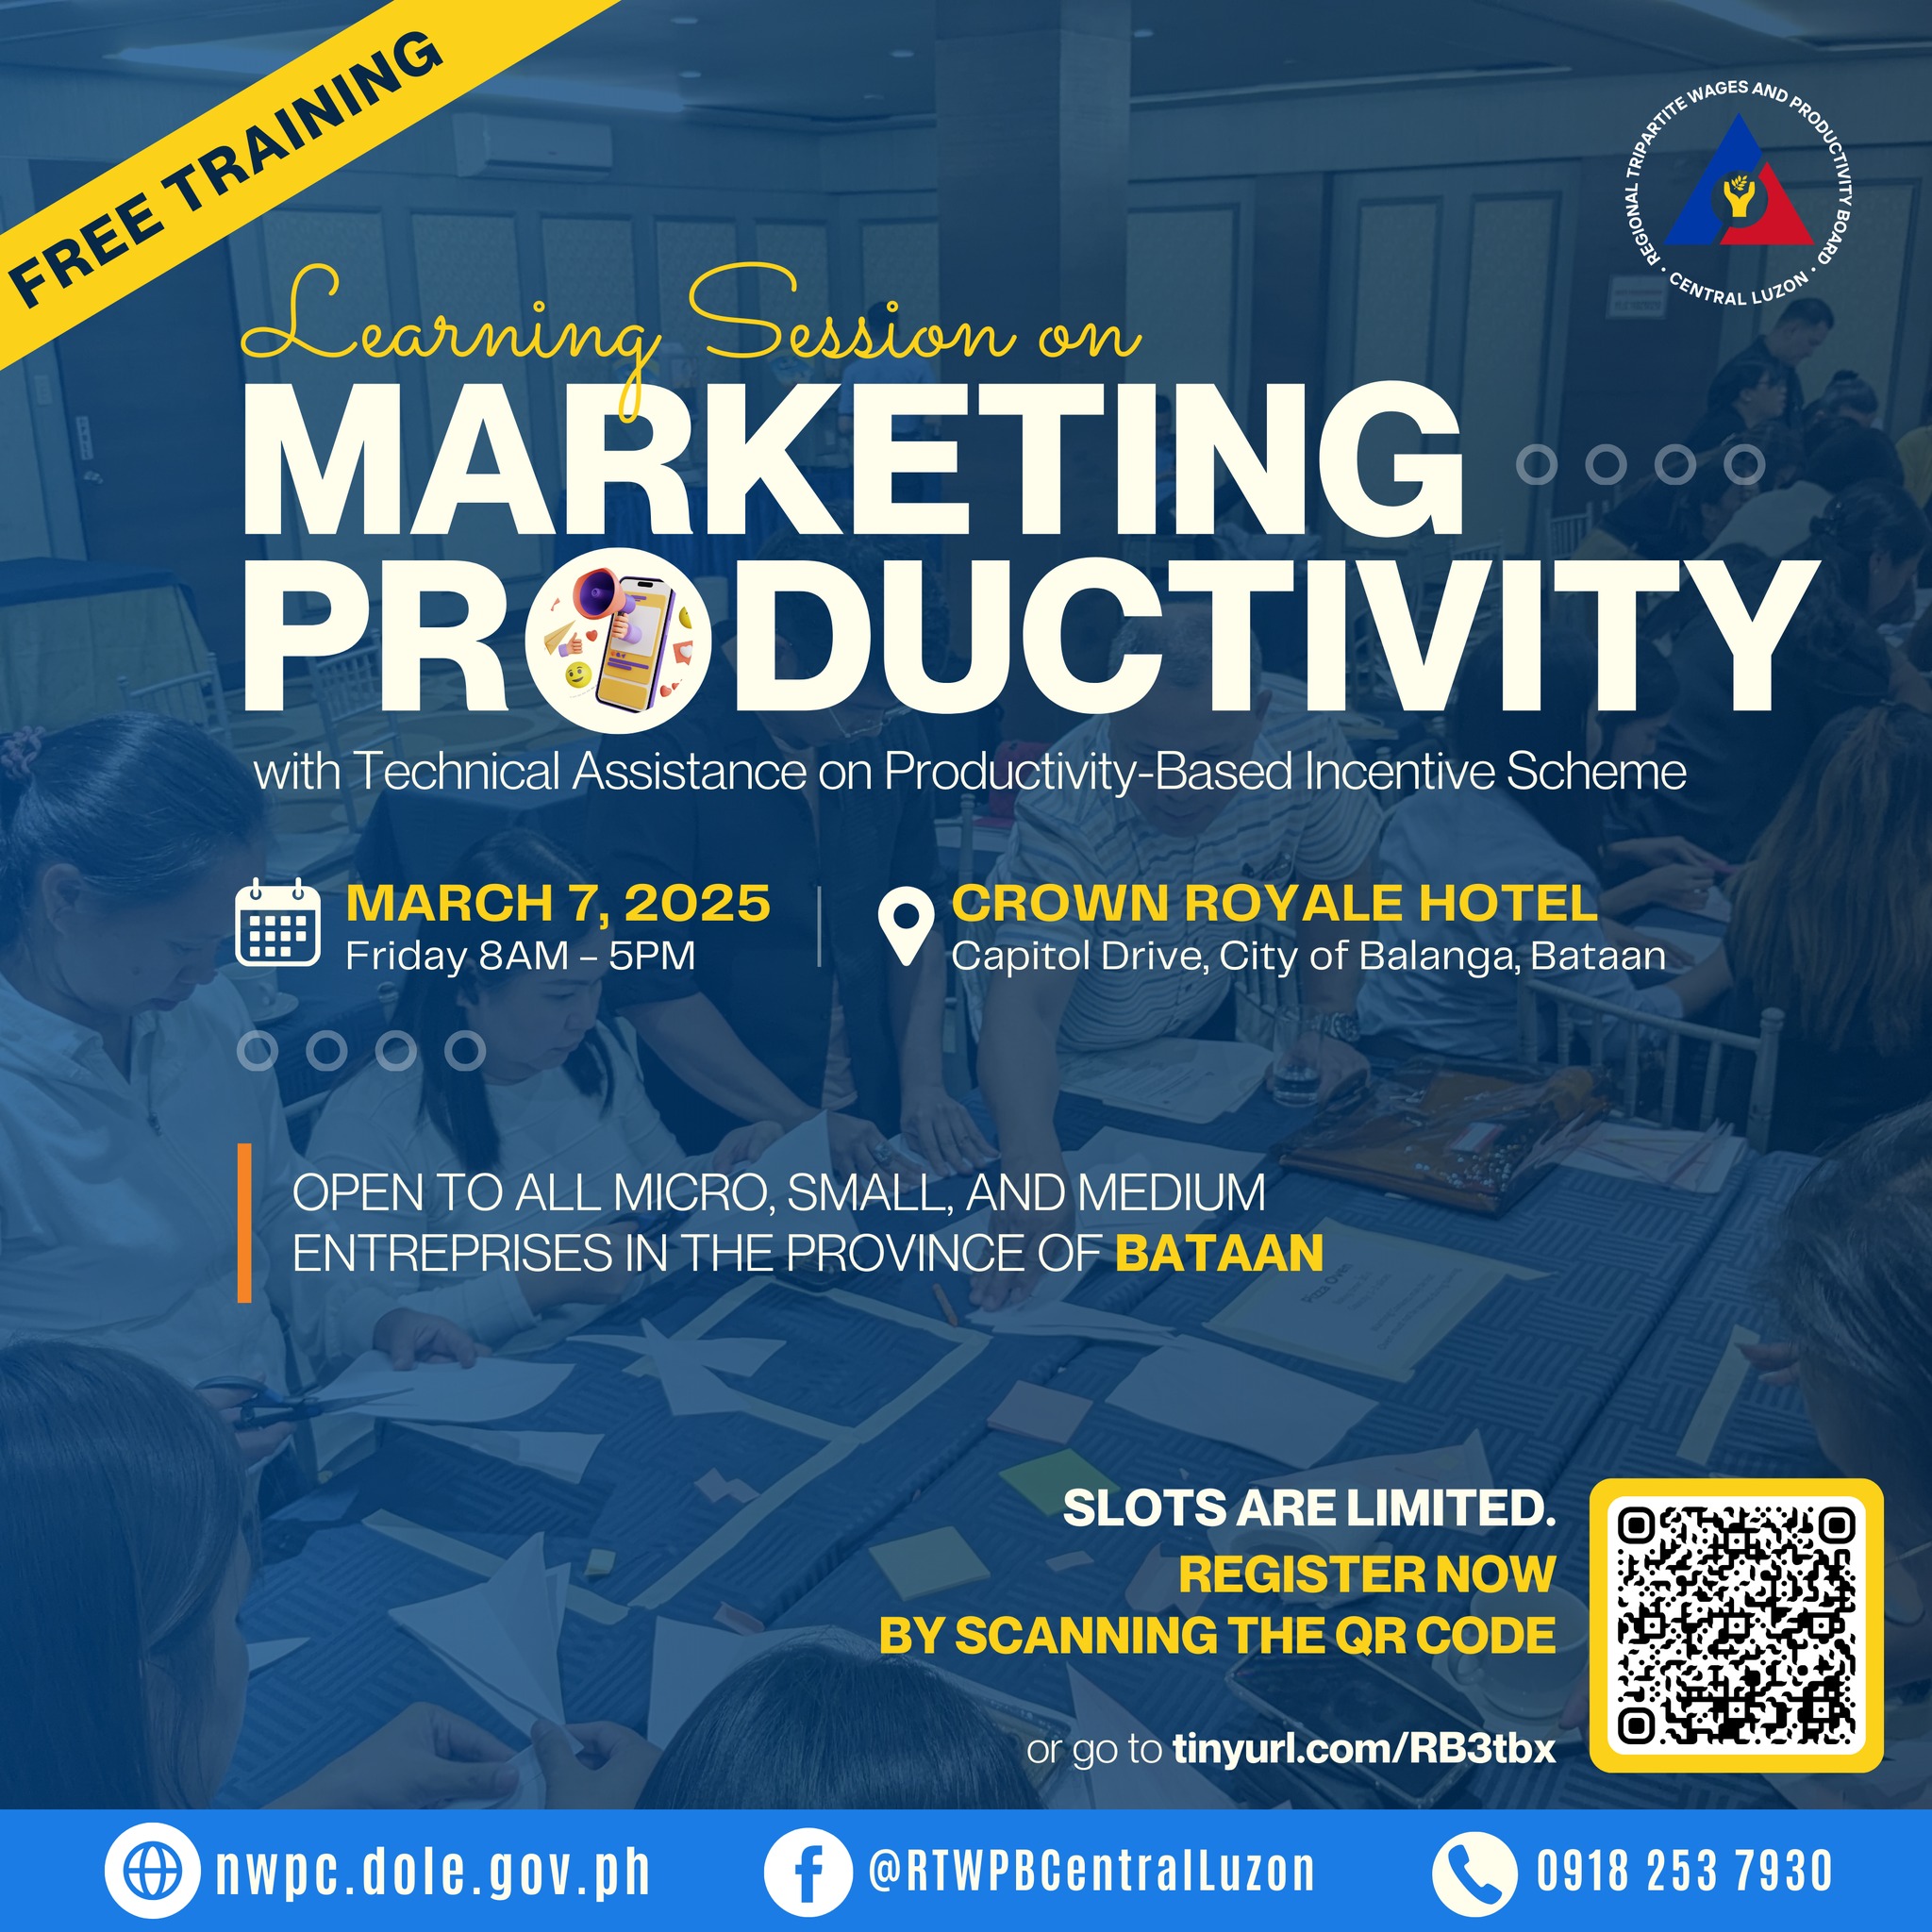 FREE TRAINING
REGIONAL TRIPARTITE WAGES AND PRODUCTIVITY BOARD
• CENTRAL LUZON •
Learning Session on
MARKETING
PRODUCTIVITY
with Technical Assistance on Productivity-Based Incentive Scheme
MARCH 7, 2025
Friday 8AM – 5PM
CROWN ROYALE HOTEL
Capitol Drive, City of Balanga, Bataan
OPEN TO ALL MICRO, SMALL, AND MEDIUM
ENTREPRISES IN THE PROVINCE OF BATAAN
Pizza Oven
SLOTS ARE LIMITED.
REGISTER NOW
BY SCANNING THE QR CODE
or go to tinyurl.com/RB3tbx
nwpc.dole.gov.ph
@RTWPBCentralLuzon
0918 253 7930